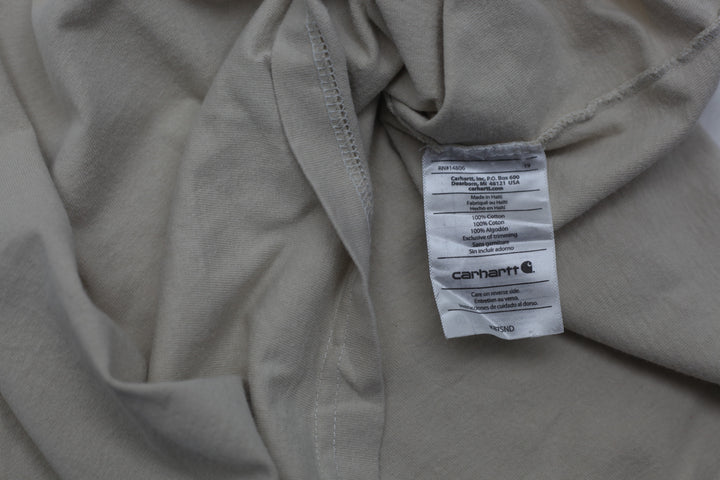 RN#14806 19
Carhartt, Inc. P.O. Box 600
Dearborn, MI 48121 USA
carhartt.com
Made in Haiti
Fabriqué ou Haïti
Hecho en Haití
100% Cotton
100% Coton
100% Algodón
Exclusive of trimming
Sans garniture
Sin incluir adorno
carhartt
Care on reverse side.
Entretien au verso.
de cuidado al dorso.